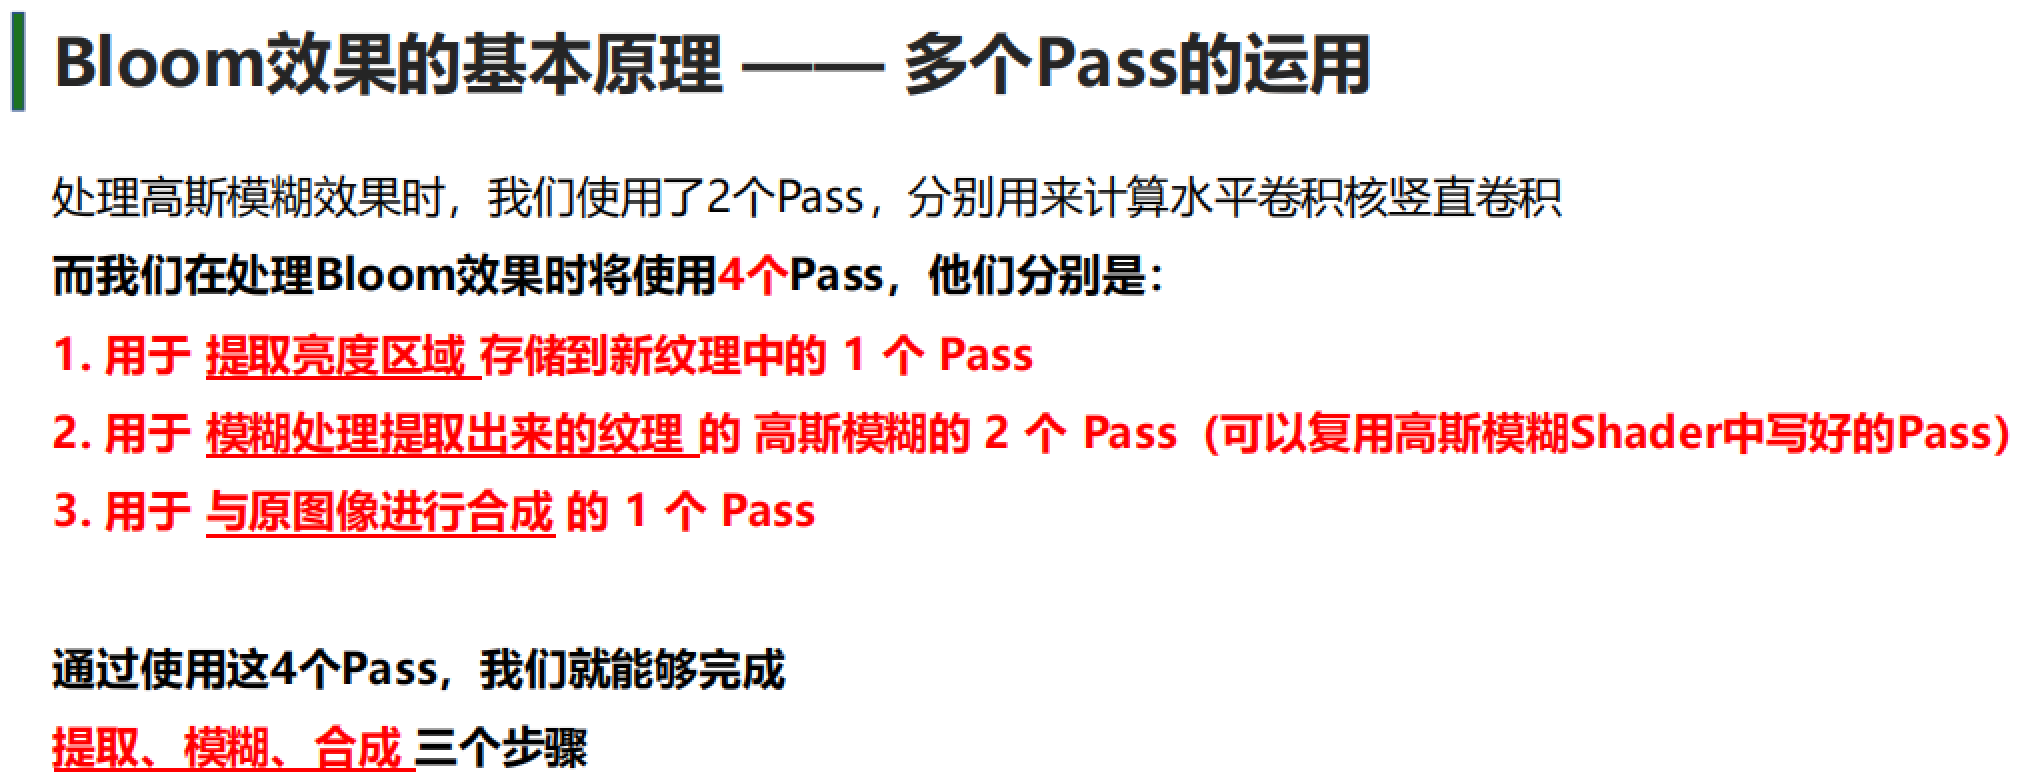 Bloom效果的基本原理 —— 多个Pass的运用
处理高斯模糊效果时，我们使用了2个Pass，分别用来计算水平卷积核竖直卷积
而我们在处理Bloom效果时将使用4个Pass，他们分别是：
1. 用于 提取亮度区域 存储到新纹理中的 1 个 Pass
2. 用于 模糊处理提取出来的纹理 的 高斯模糊的 2 个 Pass（可以复用高斯模糊Shader中写好的Pass）
3. 用于 与原图像进行合成 的 1 个 Pass
通过使用这4个Pass，我们就能够完成
提取、模糊、合成 三个步骤